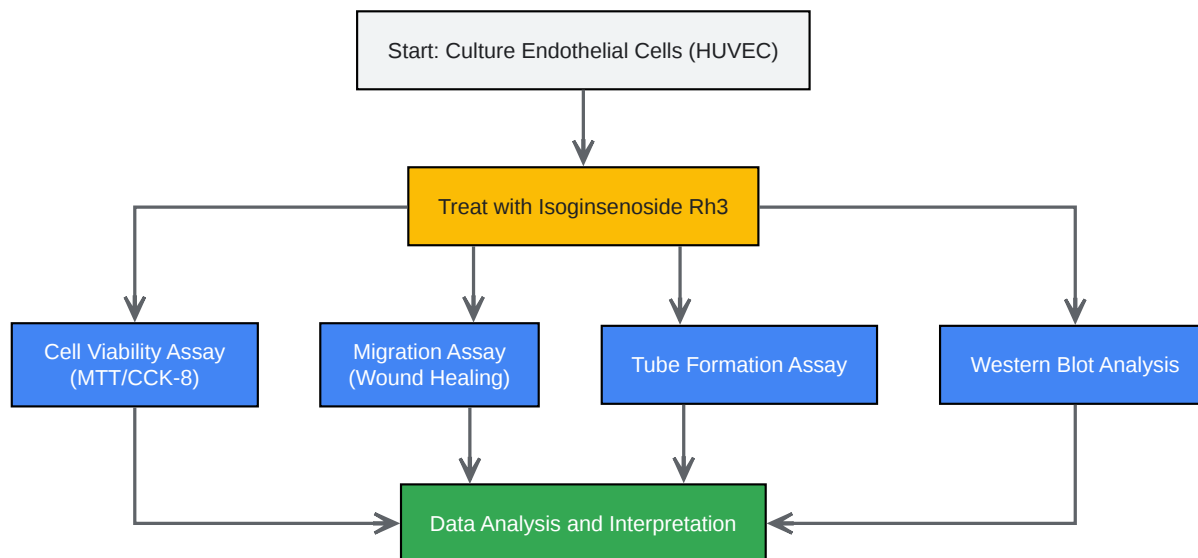 Start: Culture Endothelial Cells (HUVEC)
Treat with Isoginsenoside Rh3
Cell Viability Assay
(MTT/CCK-8)
Migration Assay
(Wound Healing)
Tube Formation Assay
Western Blot Analysis
Data Analysis and Interpretation